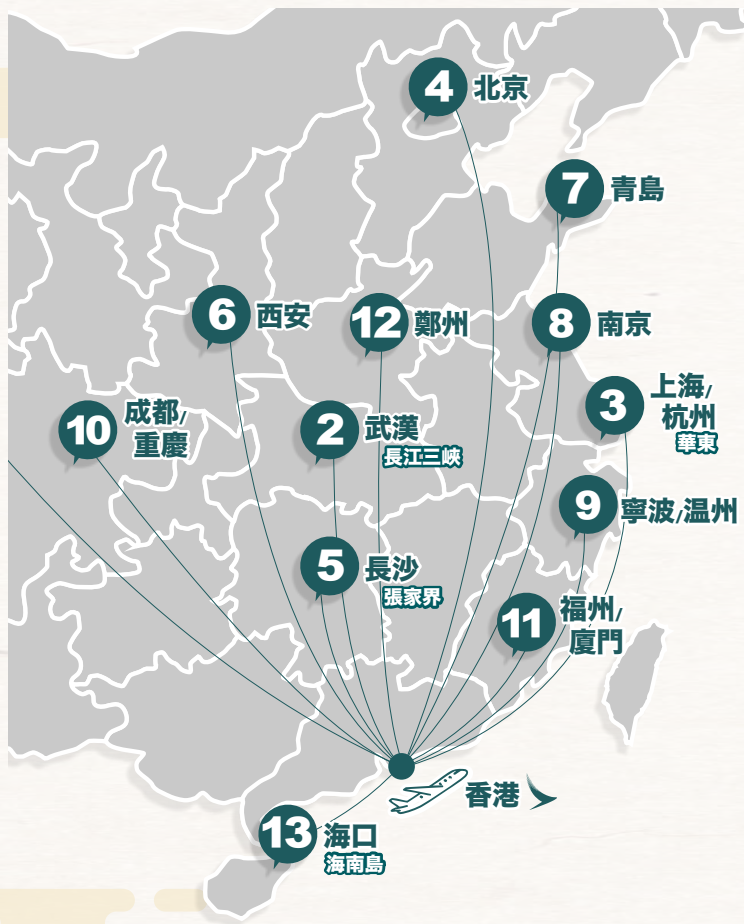 4 北京
7 青島
6 西安
12 鄭州
8 南京
3 上海/
杭州
華東
10 成都/
重慶
2 武漢
長江三峽
9 寧波/温州
5 長沙
張家界
11 福州/
廈門
香港
13 海口
海南島